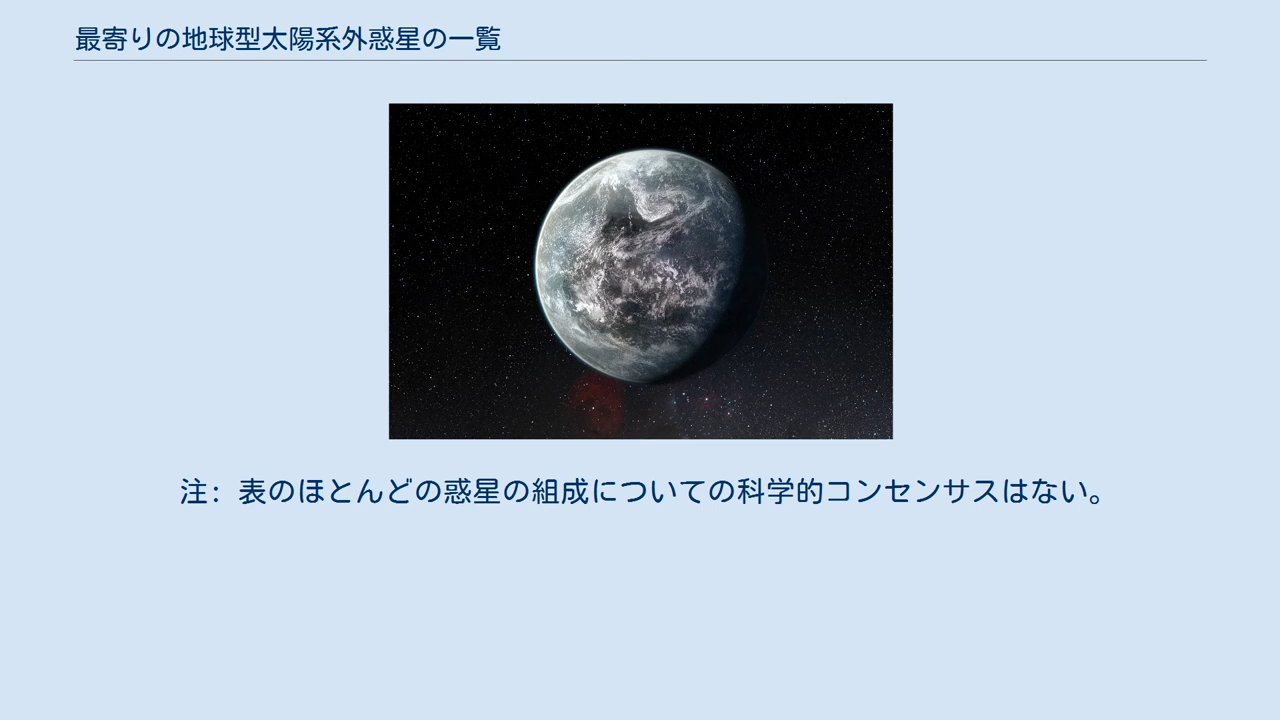 最寄りの地球型太陽系外惑星の一覧
注: 表のほとんどの惑星の組成についての科学的コンセンサスはない。